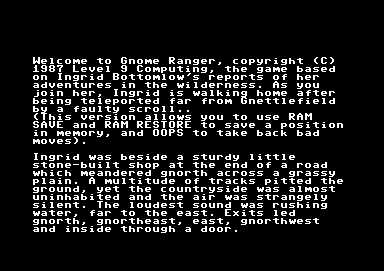 Welcome to Gnome Ranger, copyright (C)
1987 Level 9 Computing, the game based
on Ingrid Bottomlow's reports of her
adventures in the wilderness. As you
join her, Ingrid is walking home after
being teleported far from Gnettlefield
by a faulty scroll..
(This version allows you to use RAM
SAVE and RAM RESTORE to save a position
in memory, and OOPS to take back bad
moves).
Ingrid was beside a sturdy little
stone-built shop at the end of a road
which meandered gnorth across a grassy
plain. A multitude of tracks pitted the
ground, yet the countryside was almost
uninhabited and the air was strangely
silent. The loudest sound was rushing
water, far to the east. Exits led
gnorth, gnortheast, east, gnorthwest
and inside through a door.